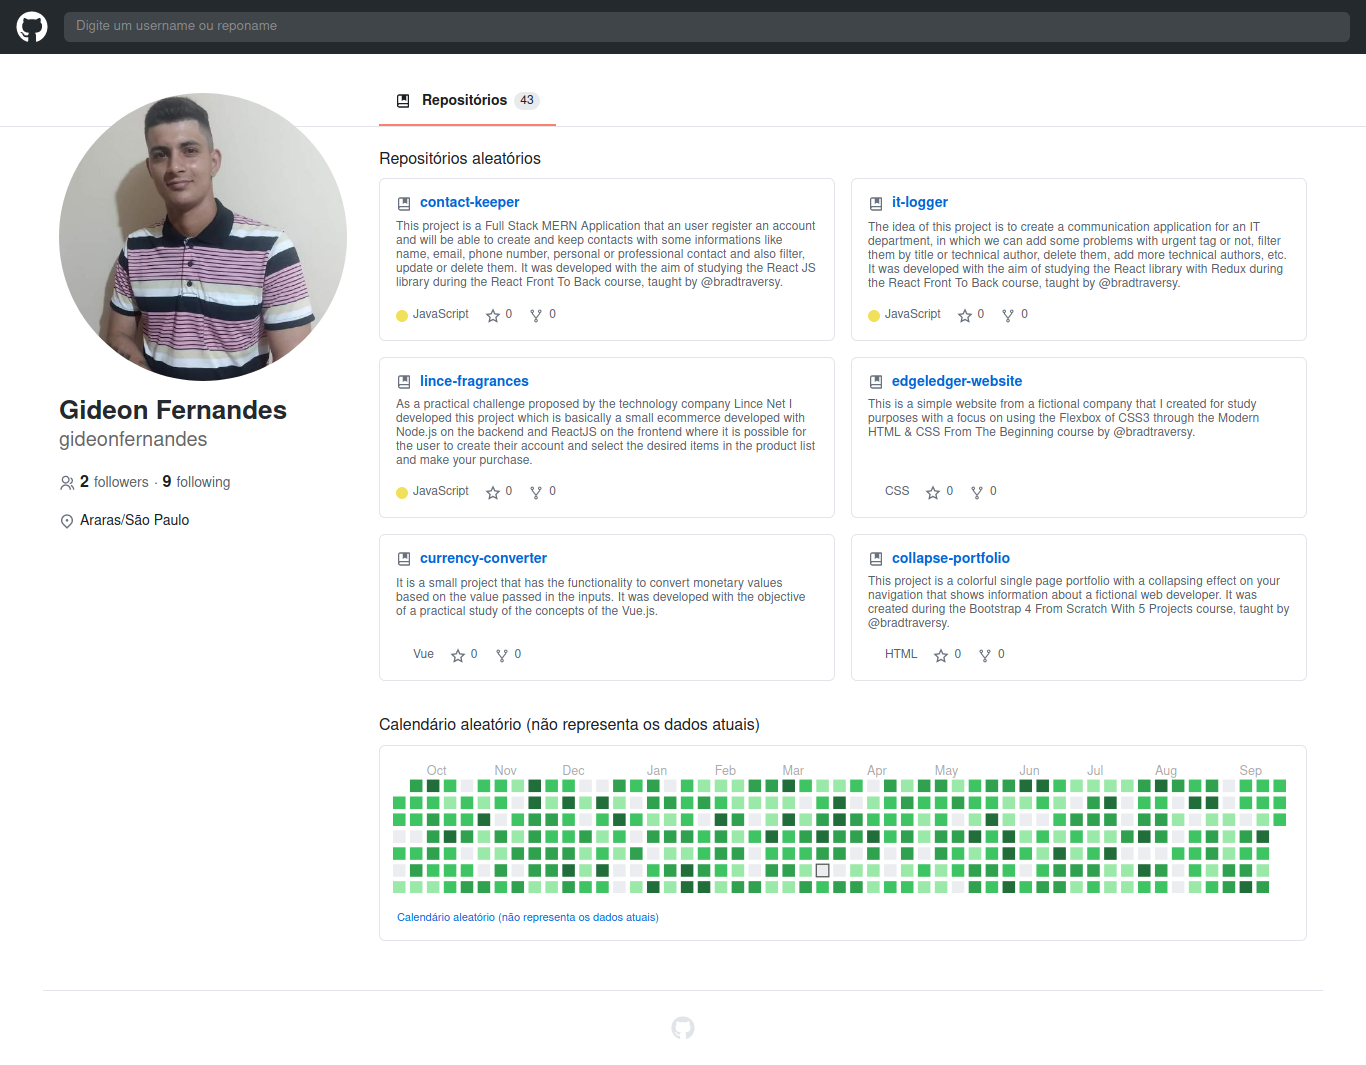 Digite um username ou reponame
Repositórios 43
Gideon Fernandes
gideonfernandes
2 followers · 9 following
Araras/São Paulo
Repositórios aleatórios
contact-keeper
This project is a Full Stack MERN Application that an user register an account
and will be able to create and keep contacts with some informations like
name, email, phone number, personal or professional contact and also filter,
update or delete them. It was developed with the aim of studying the React JS
library during the React Front To Back course, taught by @bradtraversy.
JavaScript 0 0
it-logger
The idea of this project is to create a communication application for an IT
department, in which we can add some problems with urgent tag or not, filter
them by title or technical author, delete them, add more technical authors, etc.
It was developed with the aim of studying the React library with Redux during
the React Front To Back course, taught by @bradtraversy.
JavaScript 0 0
lince-fragrances
As a practical challenge proposed by the technology company Lince Net I
developed this project which is basically a small ecommerce developed with
Node.js on the backend and ReactJS on the frontend where it is possible for
the user to create their account and select the desired items in the product list
and make your purchase.
JavaScript 0 0
edgeledger-website
This is a simple website from a fictional company that I created for study
purposes with a focus on using the Flexbox of CSS3 through the Modern
HTML & CSS From The Beginning course by @bradtraversy.
CSS 0 0
currency-converter
It is a small project that has the functionality to convert monetary values
based on the value passed in the inputs. It was developed with the objective
of a practical study of the concepts of the Vue.js.
Vue 0 0
collapse-portfolio
This project is a colorful single page portfolio with a collapsing effect on your
navigation that shows information about a fictional web developer. It was
created during the Bootstrap 4 From Scratch With 5 Projects course, taught by
@bradtraversy.
HTML 0 0
Calendário aleatório (não representa os dados atuais)
Oct Nov Dec Jan Feb Mar Apr May Jun Jul Aug Sep
Calendário aleatório (não representa os dados atuais)